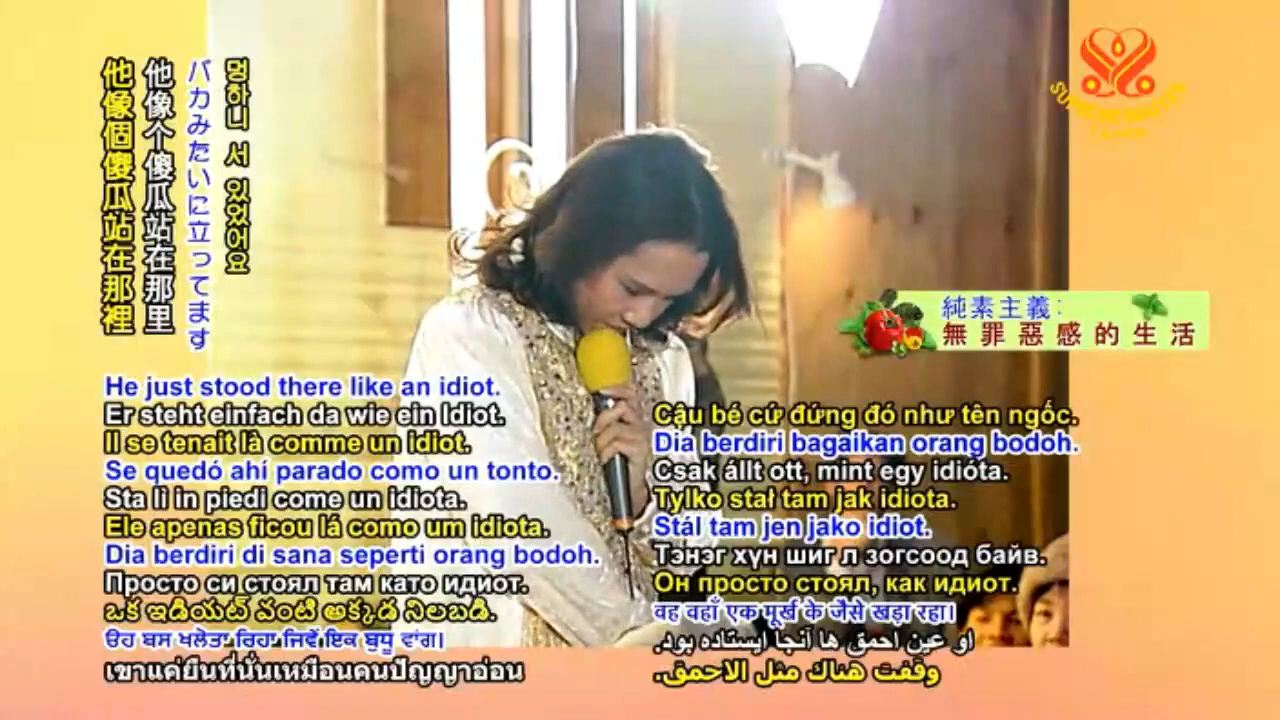 멍하니 서 있었어요
バカみたいに立ってます
他像个傻瓜站在那里
他像個傻瓜站在那裡
純素主義:
無罪惡感的生活
He just stood there like an idiot.
Er steht einfach da wie ein Idiot.
Il se tenait là comme un idiot.
Se quedó ahí parado como un tonto.
Sta lì in piedi come un idiota.
Ele apenas ficou lá como um idiota.
Dia berdiri di sana seperti orang bodoh.
Просто си стоял там като идиот.
ఒక ఇడియట్ వంటి అక్కడ నిలబడి.
ਓਹ ਬਸ ਖਲੋਤਾ ਰਿਹਾ ਜਿਵੇਂ ਇਕ ਬੁਧੂ ਵਾਂਗ।
เขาแค่ยืนที่นั่นเหมือนคนปัญญาอ่อน
Cậu bé cứ đứng đó như tên ngốc.
Dia berdiri bagaikan orang bodoh.
Csak állt ott, mint egy idióta.
Tylko stał tam jak idiota.
Stál tam jen jako idiot.
Тэнэг хүн шиг л зогсоод байв.
Он просто стоял, как идиот.
वह वहाँ एक मूर्ख के जैसे खड़ा रहा।
او عین احمق ها آنجا ایستاده بود.
وقفت هناك مثل الاحمق.